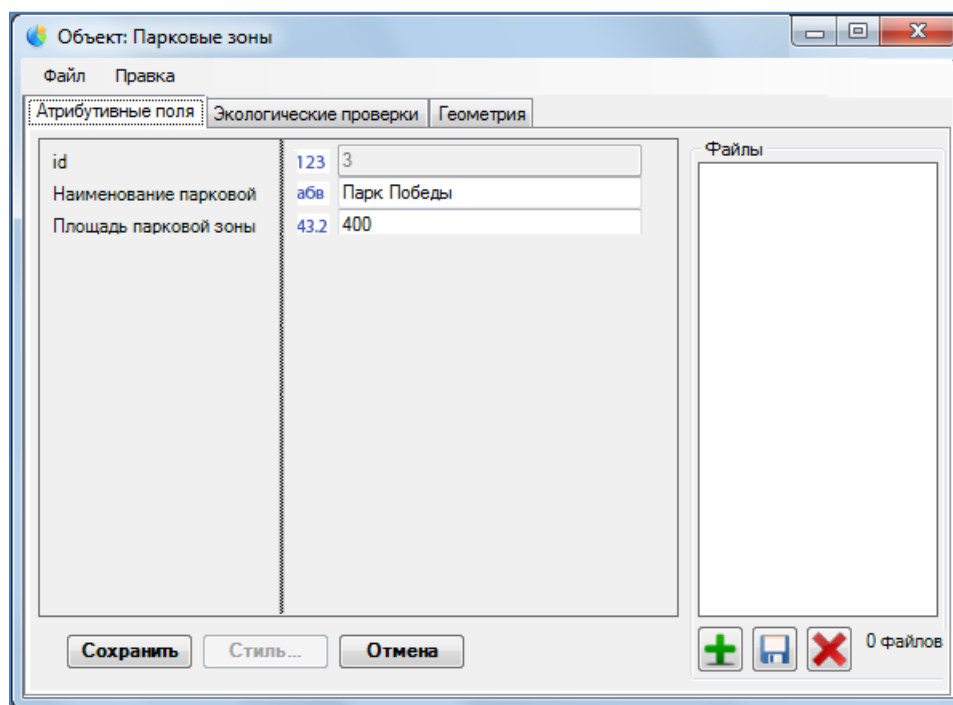 Объект: Парковые зоны
Файл Правка
Атрибутивные поля Экологические проверки Геометрия
id 123 3
Наименование парковой абв Парк Победы
Площадь парковой зоны 43.2 400
Файлы
Сохранить Стиль... Отмена
0 файлов